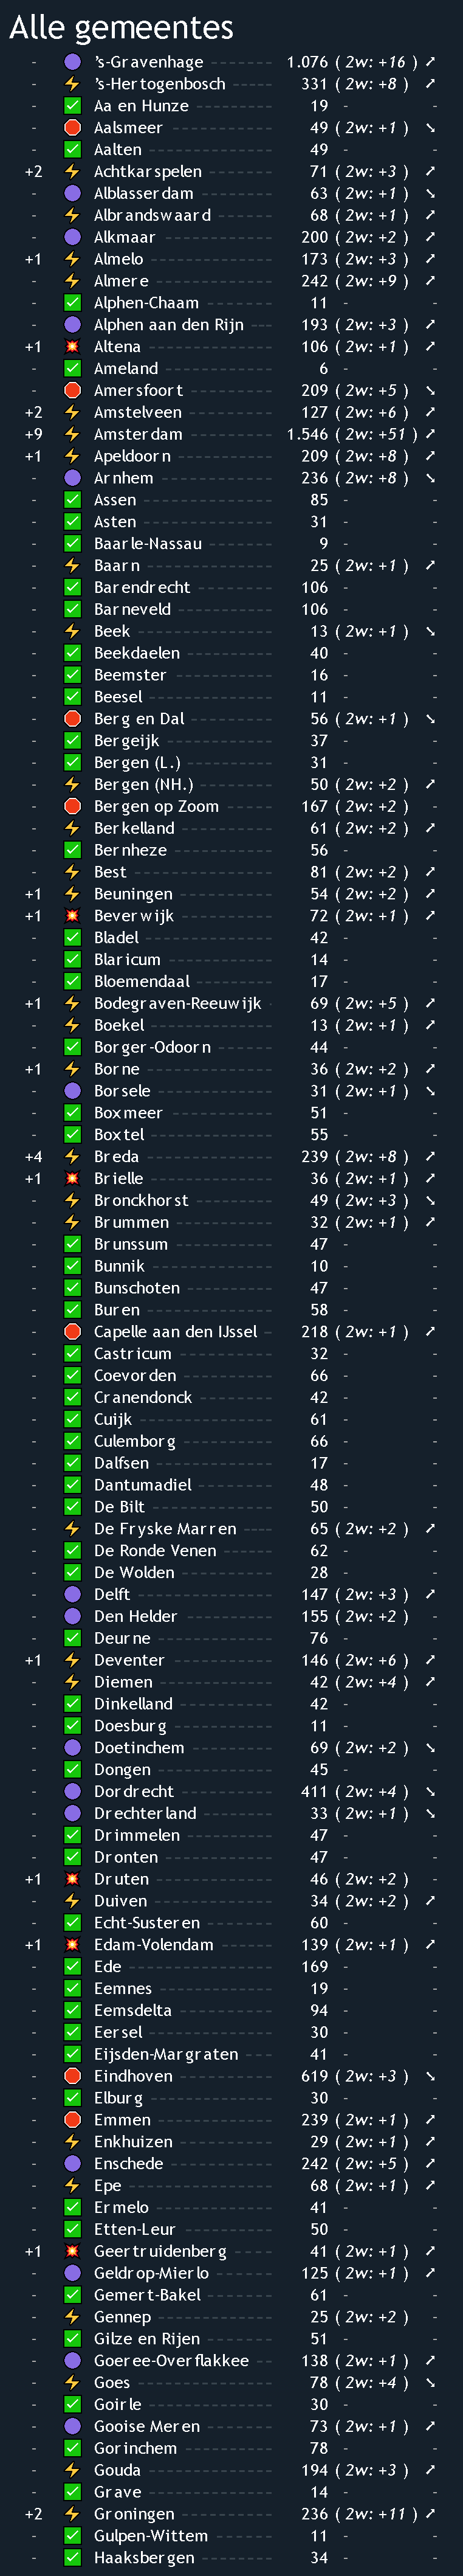 Alle gemeentes
- 's-Gravenhage 1.076 ( 2w: +16 ) ↗
- 's-Hertogenbosch 331 ( 2w: +8 ) ↗
- Aa en Hunze 19 - -
- Aalsmeer 49 ( 2w: +1 ) ↘
- Aalten 49 - -
+2 Achtkarspelen 71 ( 2w: +3 ) ↗
- Alblasserdam 63 ( 2w: +1 ) ↘
- Albrandswaard 68 ( 2w: +1 ) ↗
- Alkmaar 200 ( 2w: +2 ) ↗
+1 Almelo 173 ( 2w: +3 ) ↗
- Almere 242 ( 2w: +9 ) ↗
- Alphen-Chaam 11 - -
- Alphen aan den Rijn 193 ( 2w: +3 ) ↗
+1 Altena 106 ( 2w: +1 ) ↗
- Ameland 6 - -
- Amersfoort 209 ( 2w: +5 ) ↘
+2 Amstelveen 127 ( 2w: +6 ) ↗
+9 Amsterdam 1.546 ( 2w: +51 ) ↗
+1 Apeldoorn 209 ( 2w: +8 ) ↗
- Arnhem 236 ( 2w: +8 ) ↘
- Assen 85 - -
- Asten 31 - -
- Baarle-Nassau 9 - -
- Baarn 25 ( 2w: +1 ) ↗
- Barendrecht 106 - -
- Barneveld 106 - -
- Beek 13 ( 2w: +1 ) ↘
- Beekdaelen 40 - -
- Beemster 16 - -
- Beesel 11 - -
- Berg en Dal 56 ( 2w: +1 ) ↘
- Bergeijk 37 - -
- Bergen (L.) 31 - -
- Bergen (NH.) 50 ( 2w: +2 ) ↗
- Bergen op Zoom 167 ( 2w: +2 ) -
- Berkelland 61 ( 2w: +2 ) ↗
- Bernheze 56 - -
- Best 81 ( 2w: +2 ) ↗
+1 Beuningen 54 ( 2w: +2 ) ↗
+1 Beverwijk 72 ( 2w: +1 ) ↗
- Bladel 42 - -
- Blaricum 14 - -
- Bloemendaal 17 - -
+1 Bodegraven-Reeuwijk 69 ( 2w: +5 ) ↗
- Boekel 13 ( 2w: +1 ) ↗
- Borger-Odoorn 44 - -
+1 Borne 36 ( 2w: +2 ) ↗
- Borsele 31 ( 2w: +1 ) ↘
- Boxmeer 51 - -
- Boxtel 55 - -
+4 Breda 239 ( 2w: +8 ) ↗
+1 Brielle 36 ( 2w: +1 ) ↗
- Bronckhorst 49 ( 2w: +3 ) ↘
- Brummen 32 ( 2w: +1 ) ↗
- Brunssum 47 - -
- Bunnik 10 - -
- Bunschoten 47 - -
- Buren 58 - -
- Capelle aan den IJssel 218 ( 2w: +1 ) ↗
- Castricum 32 - -
- Coevorden 66 - -
- Cranendonck 42 - -
- Cuijk 61 - -
- Culemborg 66 - -
- Dalfsen 17 - -
- Dantumadiel 48 - -
- De Bilt 50 - -
- De Fryske Marren 65 ( 2w: +2 ) ↗
- De Ronde Venen 62 - -
- De Wolden 28 - -
- Delft 147 ( 2w: +3 ) ↗
- Den Helder 155 ( 2w: +2 ) -
- Deurne 76 - -
+1 Deventer 146 ( 2w: +6 ) ↗
- Diemen 42 ( 2w: +4 ) ↗
- Dinkelland 42 - -
- Doesburg 11 - -
- Doetinchem 69 ( 2w: +2 ) ↘
- Dongen 45 - -
- Dordrecht 411 ( 2w: +4 ) ↘
- Drechterland 33 ( 2w: +1 ) ↘
- Drimmelen 47 - -
- Dronten 47 - -
+1 Druten 46 ( 2w: +2 ) -
- Duiven 34 ( 2w: +2 ) ↗
- Echt-Susteren 60 - -
+1 Edam-Volendam 139 ( 2w: +1 ) ↗
- Ede 169 - -
- Eemnes 19 - -
- Eemsdelta 94 - -
- Eersel 30 - -
- Eijsden-Margraten 41 - -
- Eindhoven 619 ( 2w: +3 ) ↘
- Elburg 30 - -
- Emmen 239 ( 2w: +1 ) ↗
- Enkhuizen 29 ( 2w: +1 ) ↗
- Enschede 242 ( 2w: +5 ) ↗
- Epe 68 ( 2w: +1 ) ↗
- Ermelo 41 - -
- Etten-Leur 50 - -
+1 Geertruidenberg 41 ( 2w: +1 ) ↗
- Geldrop-Mierlo 125 ( 2w: +1 ) ↗
- Gemert-Bakel 61 - -
- Gennep 25 ( 2w: +2 ) -
- Gilze en Rijen 51 - -
- Goeree-Overflakkee 138 ( 2w: +1 ) ↗
- Goes 78 ( 2w: +4 ) ↘
- Goirle 30 - -
- Gooise Meren 73 ( 2w: +1 ) ↗
- Gorinchem 78 - -
- Gouda 194 ( 2w: +3 ) ↗
- Grave 14 - -
+2 Groningen 236 ( 2w: +11 ) ↗
- Gulpen-Wittem 11 - -
- Haaksbergen 34 - -